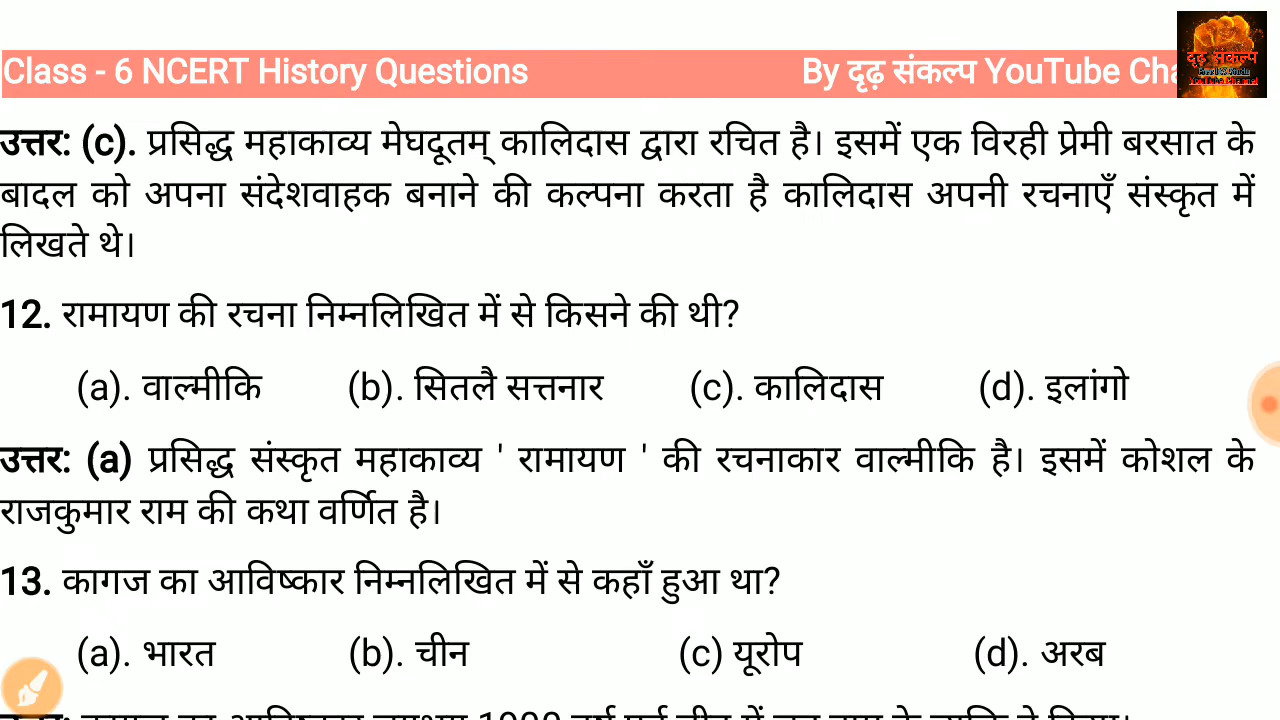 Class - 6 NCERT History Questions By दृढ़ संकल्प YouTube Cha
दृढ़ संकल्प
उत्तर: (c). प्रसिद्ध महाकाव्य मेघदूतम् कालिदास द्वारा रचित है। इसमें एक विरही प्रेमी बरसात के
बादल को अपना संदेशवाहक बनाने की कल्पना करता है कालिदास अपनी रचनाएँ संस्कृत में
लिखते थे।
12. रामायण की रचना निम्नलिखित में से किसने की थी?
(a). वाल्मीकि (b). सितलै सत्तनार (c). कालिदास (d). इलांगो
उत्तर: (a) प्रसिद्ध संस्कृत महाकाव्य ' रामायण ' की रचनाकार वाल्मीकि है। इसमें कोशल के
राजकुमार राम की कथा वर्णित है।
13. कागज का आविष्कार निम्नलिखित में से कहाँ हुआ था?
(a). भारत (b). चीन (c) यूरोप (d). अरब